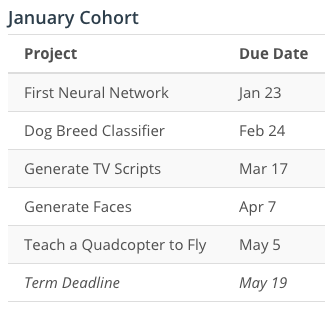 January Cohort
Project Due Date
First Neural Network Jan 23
Dog Breed Classifier Feb 24
Generate TV Scripts Mar 17
Generate Faces Apr 7
Teach a Quadcopter to Fly May 5
Term Deadline May 19